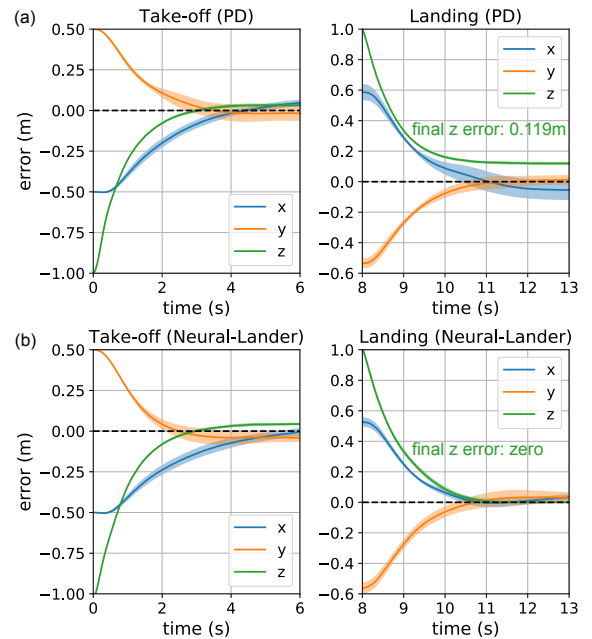 (a)
Take-off (PD)
Landing (PD)
error (m)
0.50
0.25
0.00
−0.25
−0.50
−0.75
−1.00
x
y
z
0
2
4
6
time (s)
1.0
0.8
0.6
0.4
0.2
0.0
−0.2
−0.4
−0.6
x
y
z
final z error: 0.119m
8
9
10
11
12
13
time (s)
(b)
Take-off (Neural-Lander)
Landing (Neural-Lander)
error (m)
0.50
0.25
0.00
−0.25
−0.50
−0.75
−1.00
x
y
z
0
2
4
6
time (s)
1.0
0.8
0.6
0.4
0.2
0.0
−0.2
−0.4
−0.6
x
y
z
final z error: zero
8
9
10
11
12
13
time (s)